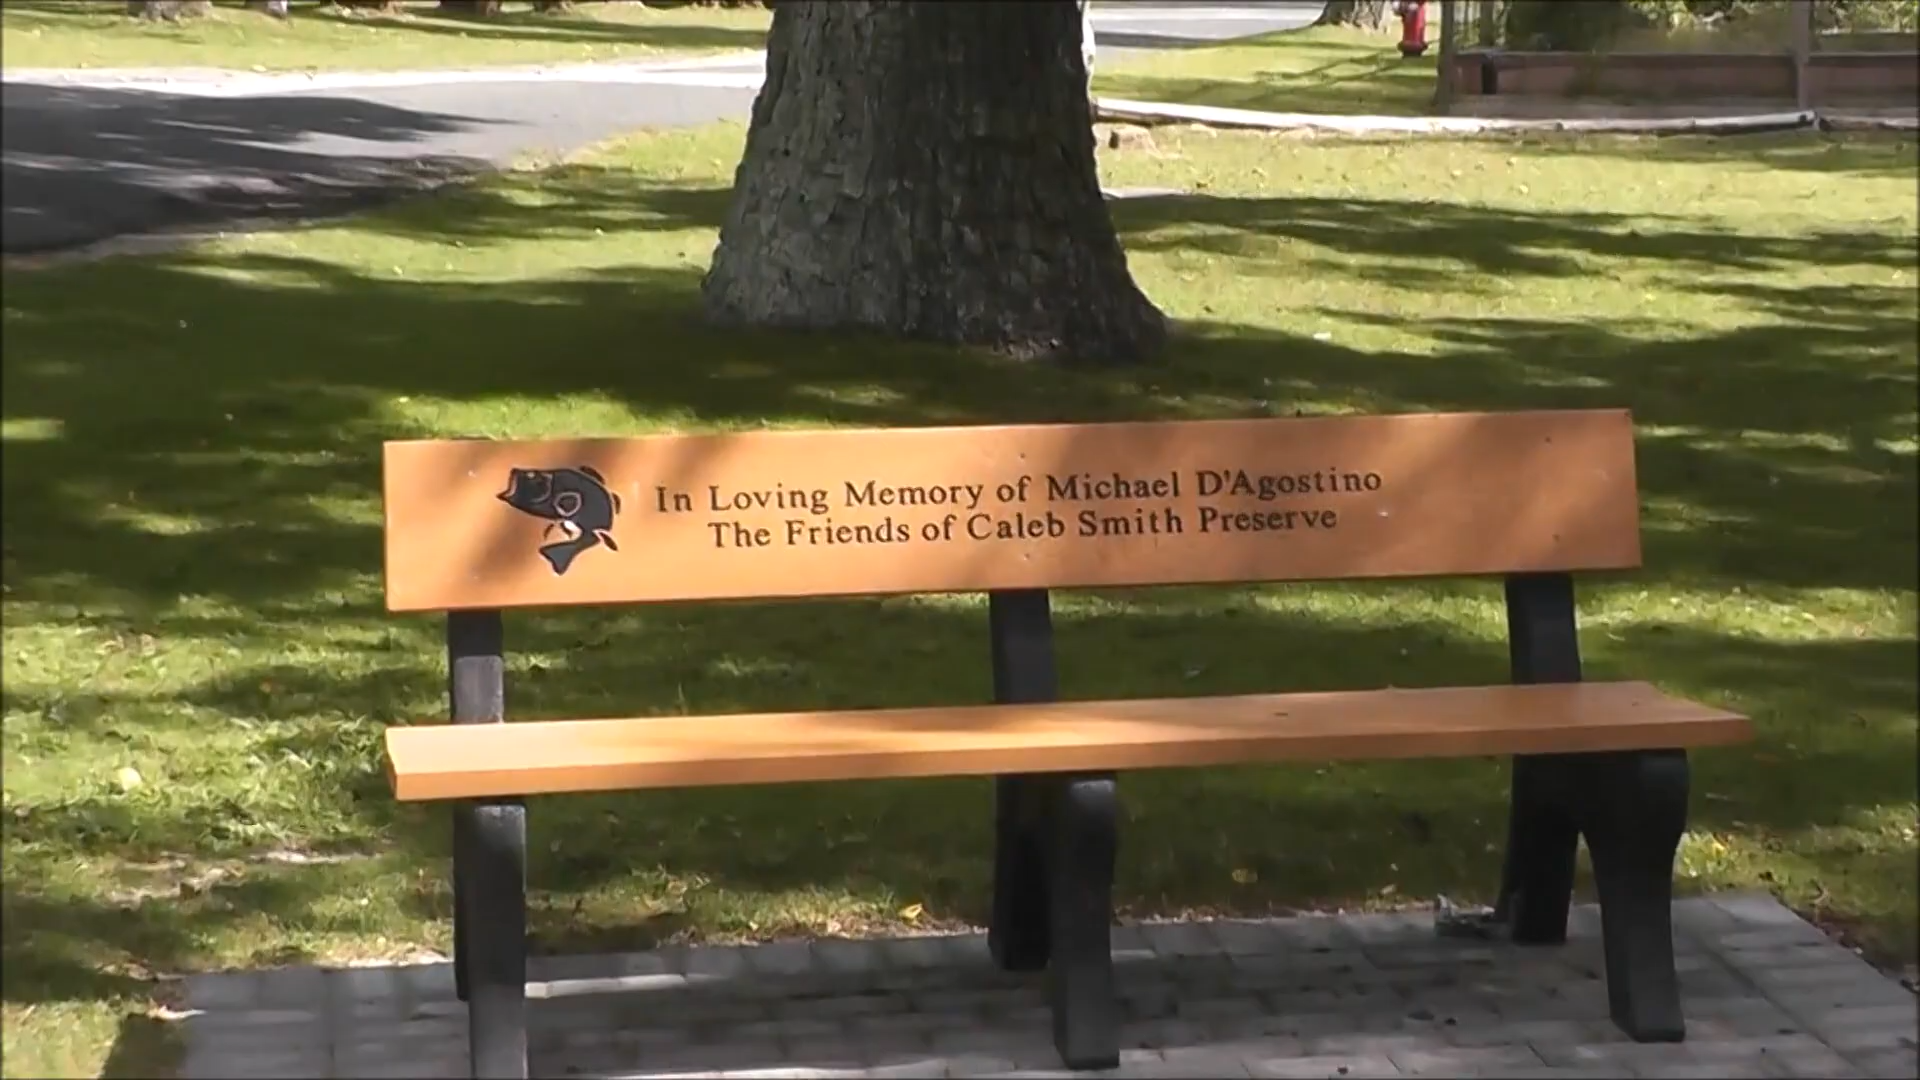 In Loving Memory of Michael D'Agostino
The Friends of Caleb Smith Preserve